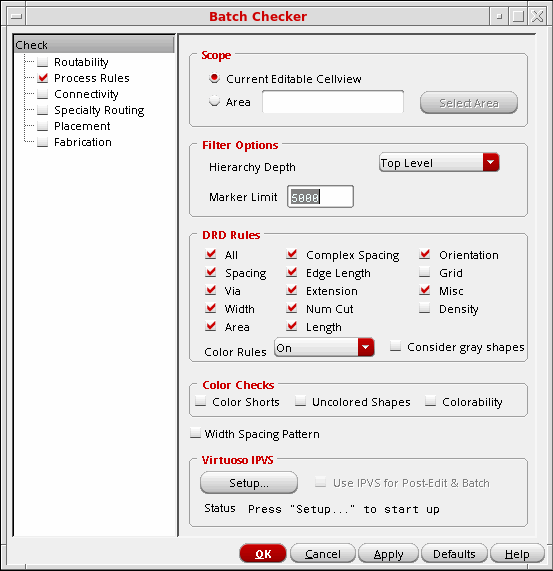 Batch Checker
Check
Routability
Process Rules
Connectivity
Specialty Routing
Placement
Fabrication
Scope
Current Editable Cellview
Area
Select Area
Filter Options
Hierarchy Depth
Top Level
Marker Limit
5000
DRD Rules
All Complex Spacing Orientation
Spacing Edge Length Grid
Via Extension Misc
Width Num Cut Density
Area Length
Color Rules On Consider gray shapes
Color Checks
Color Shorts Uncolored Shapes Colorability
Width Spacing Pattern
Virtuoso IPVS
Setup... Use IPVS for Post-Edit & Batch
Status Press "Setup..." to start up
OK Cancel Apply Defaults Help